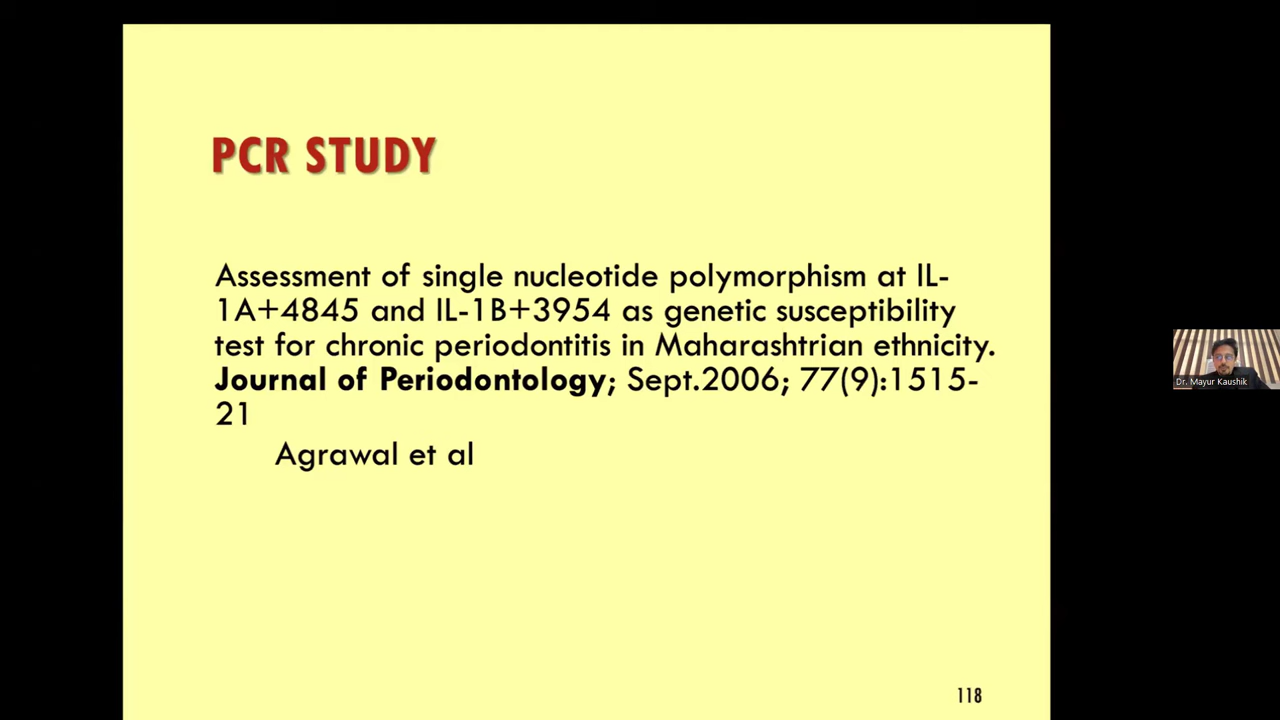 PCR STUDY
Assessment of single nucleotide polymorphism at IL-
1A+4845 and IL-1B+3954 as genetic susceptibility
test for chronic periodontitis in Maharashtrian ethnicity.
Journal of Periodontology; Sept.2006; 77(9):1515-
21
Agrawal et al
Dr. Mayur Kaushik
118